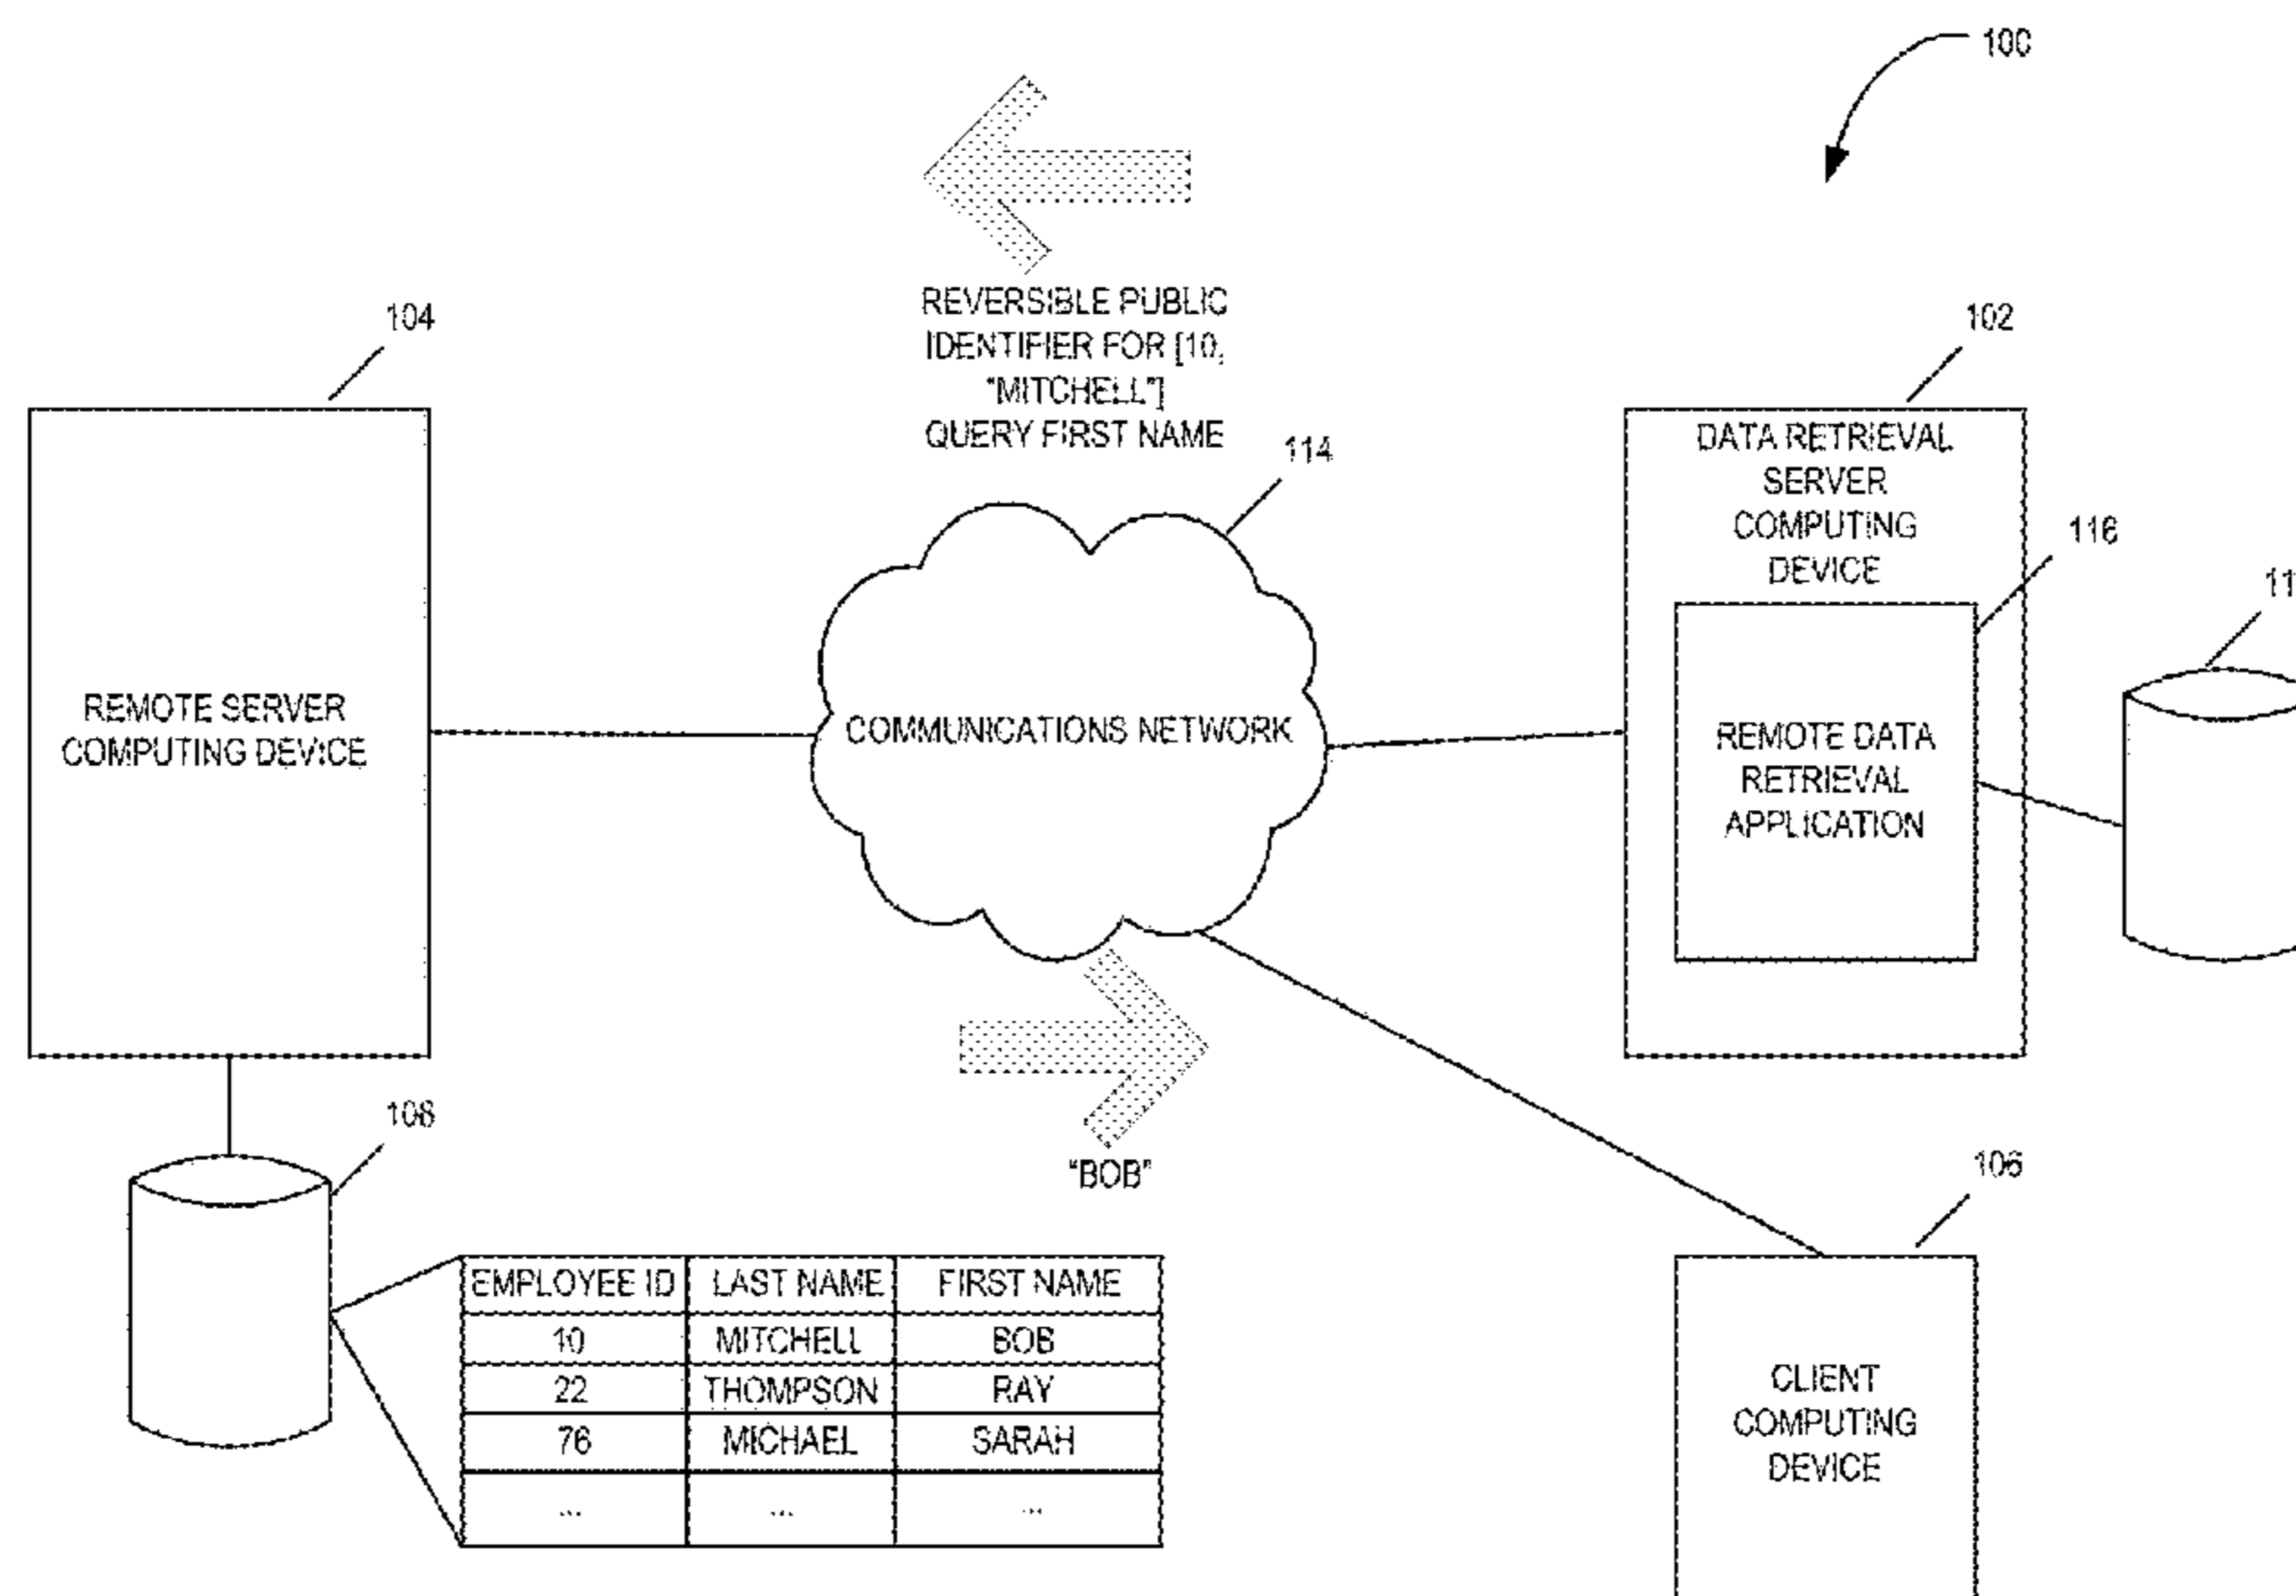 100
REVERSIBLE PUBLIC
IDENTIFIER FOR [10,
"MITCHELL"]
QUERY FIRST NAME
104
102
114
116
DATA RETRIEVAL
SERVER
COMPUTING
DEVICE
REMOTE SERVER
COMPUTING DEVICE
COMMUNICATIONS NETWORK
REMOTE DATA
RETRIEVAL
APPLICATION
108
"BOB"
106
EMPLOYEE ID LAST NAME FIRST NAME
10 MITCHELL BOB
22 THOMPSON RAY
76 MICHAEL SARAH
... ... ...
CLIENT
COMPUTING
DEVICE